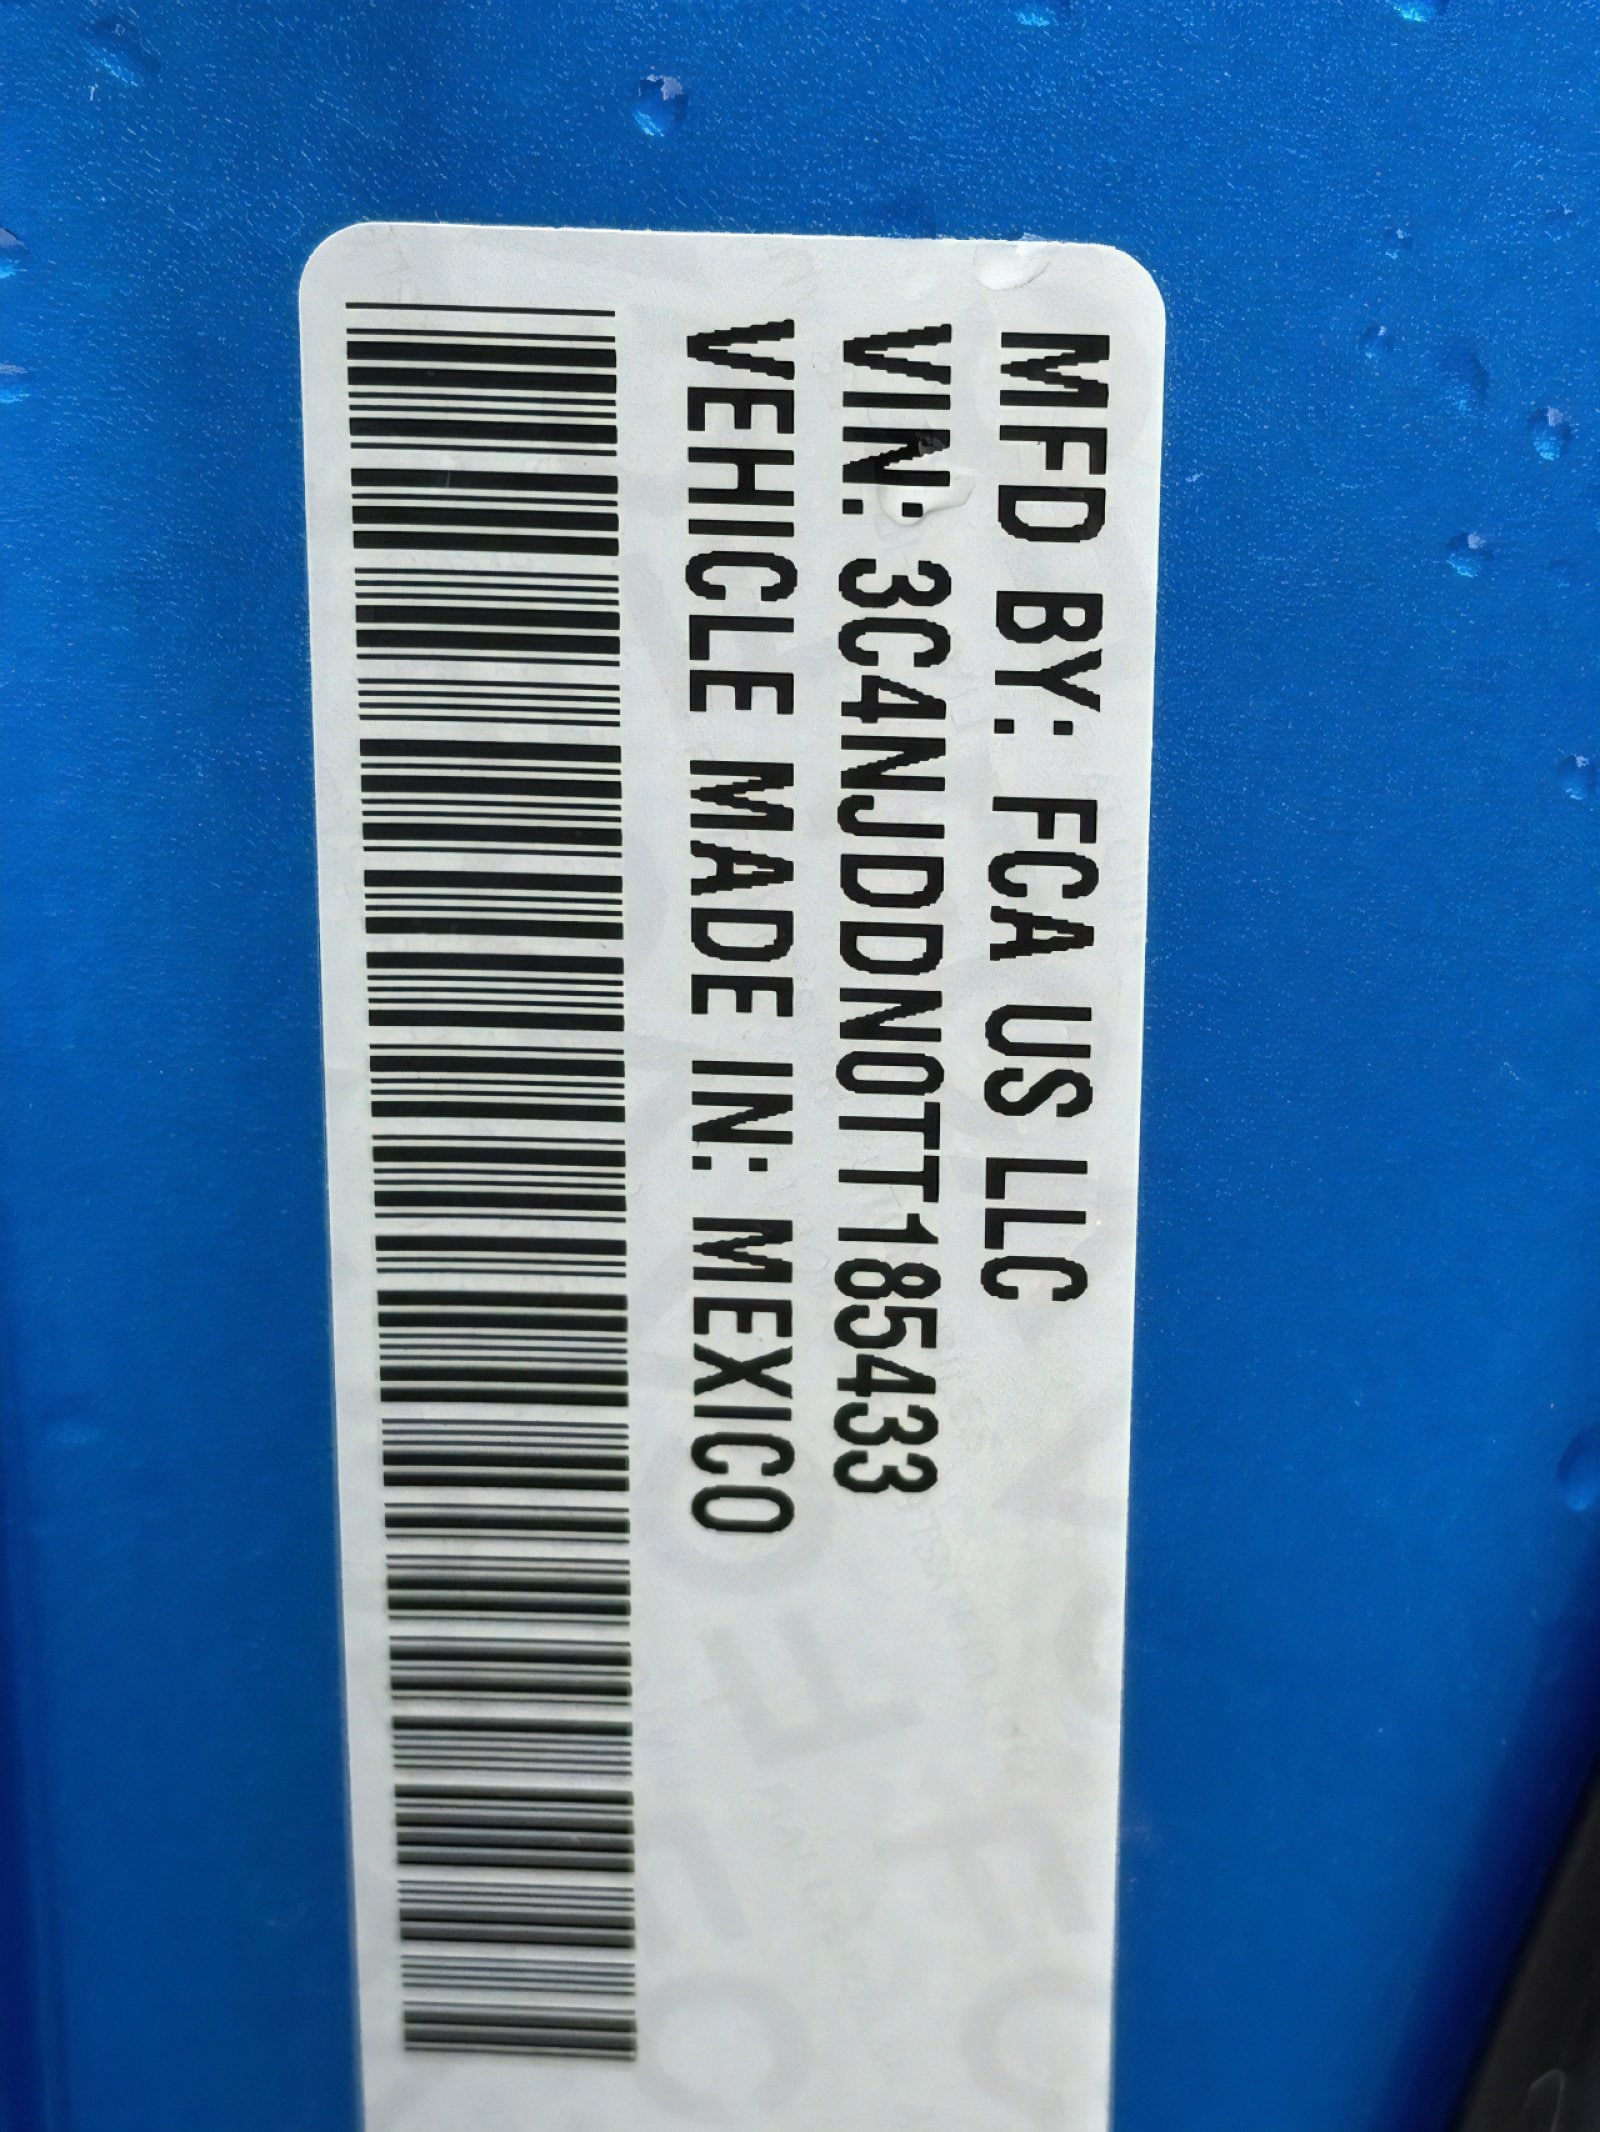 MFD BY: FCA US LLC
VIN: 3C4NJDDN0TT185433
VEHICLE MADE IN: MEXICO